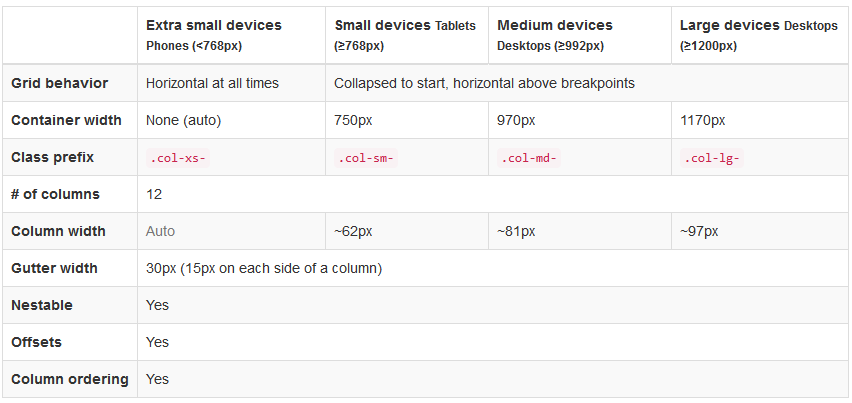 Extra small devices Small devices Tablets Medium devices Large devices Desktops
Phones (<768px) (≥768px) Desktops (≥992px) (≥1200px)
Grid behavior Horizontal at all times Collapsed to start, horizontal above breakpoints
Container width None (auto) 750px 970px 1170px
Class prefix .col-xs- .col-sm- .col-md- .col-lg-
# of columns 12
Column width Auto ~62px ~81px ~97px
Gutter width 30px (15px on each side of a column)
Nestable Yes
Offsets Yes
Column ordering Yes